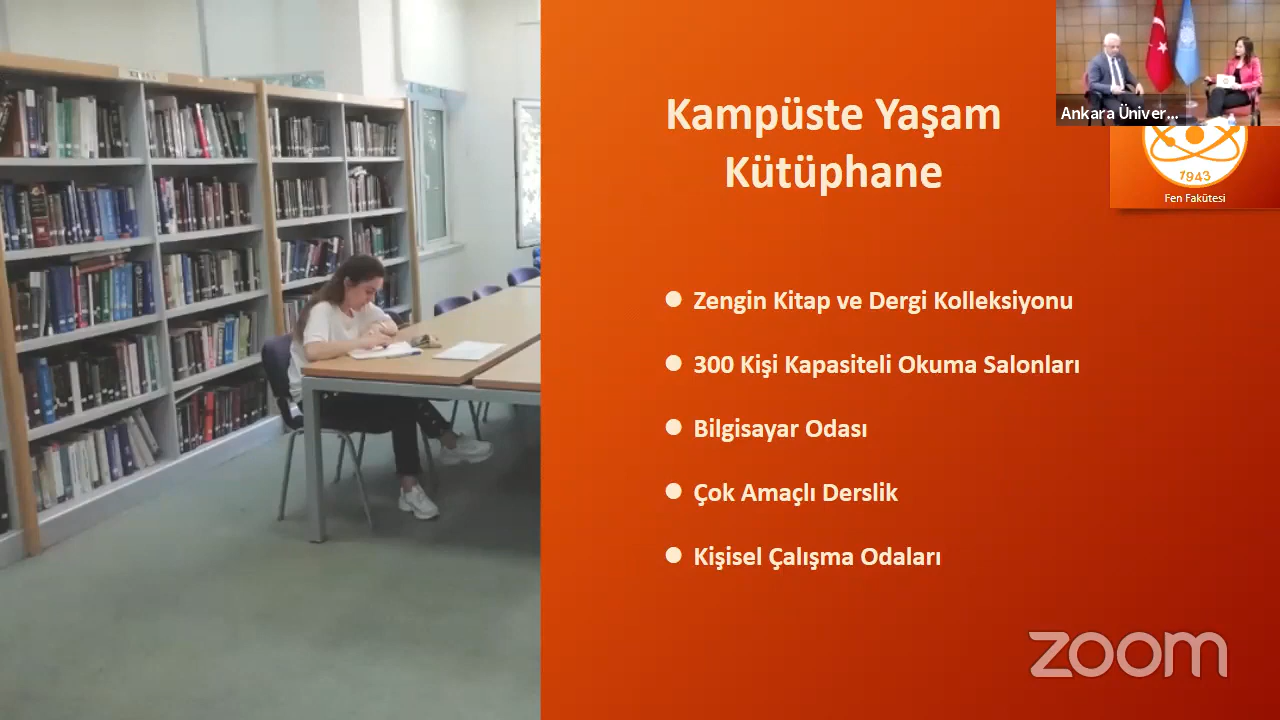 Kampüste Yaşam
Kütüphane
Ankara Üniver...
1943
Fen Fakütesi
Zengin Kitap ve Dergi Kolleksiyonu
300 Kişi Kapasiteli Okuma Salonları
Bilgisayar Odası
Çok Amaçlı Derslik
Kişisel Çalışma Odaları
zoom